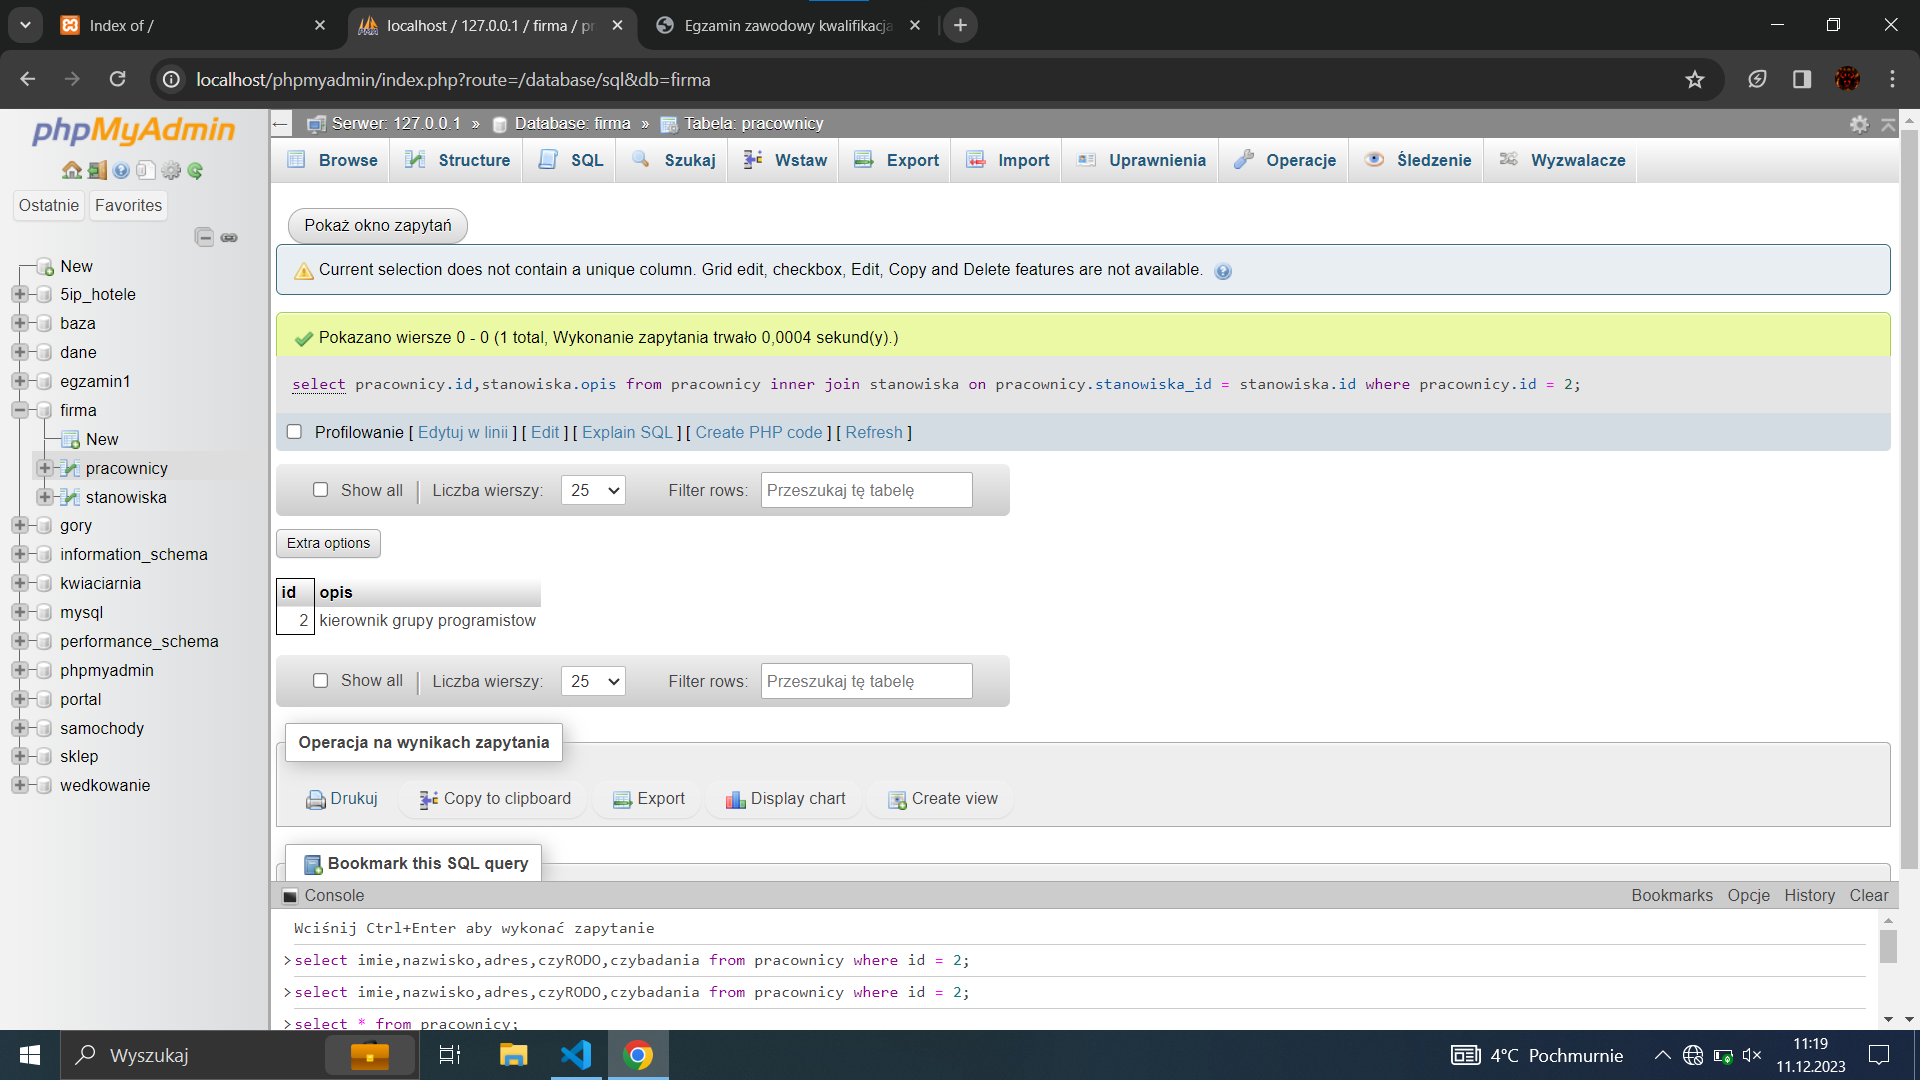 Index of /
localhost / 127.0.0.1 / firma / pr
Egzamin zawodowy kwalifikacja
localhost/phpmyadmin/index.php?route=/database/sql&db=firma
phpMyAdmin
Ostatnie
Favorites
New
5ip_hotele
baza
dane
egzamin1
firma
New
pracownicy
stanowiska
gory
information_schema
kwiaciarnia
mysql
performance_schema
phpmyadmin
portal
samochody
sklep
wedkowanie
Serwer: 127.0.0.1 » Database: firma » Tabela: pracownicy
Browse Structure SQL Szukaj Wstaw Export Import Uprawnienia Operacje Śledzenie Wyzwalacze
Pokaż okno zapytań
Current selection does not contain a unique column. Grid edit, checkbox, Edit, Copy and Delete features are not available.
Pokazano wiersze 0 - 0 (1 total, Wykonanie zapytania trwało 0,0004 sekund(y).)
select pracownicy.id,stanowiska.opis from pracownicy inner join stanowiska on pracownicy.stanowiska_id = stanowiska.id where pracownicy.id = 2;
Profilowanie [ Edytuj w linii ] [ Edit ] [ Explain SQL ] [ Create PHP code ] [ Refresh ]
Show all | Liczba wierszy: 25 Filter rows: Przeszukaj tę tabelę
Extra options
id opis
2 kierownik grupy programistow
Show all | Liczba wierszy: 25 Filter rows: Przeszukaj tę tabelę
Operacja na wynikach zapytania
Drukuj Copy to clipboard Export Display chart Create view
Bookmark this SQL query
Console Bookmarks Opcje History Clear
Wciśnij Ctrl+Enter aby wykonać zapytanie
>select imie,nazwisko,adres,czyRODO,czybadania from pracownicy where id = 2;
>select imie,nazwisko,adres,czyRODO,czybadania from pracownicy where id = 2;
>select * from pracownicy;
Wyszukaj
4°C Pochmurnie
11:19
11.12.2023